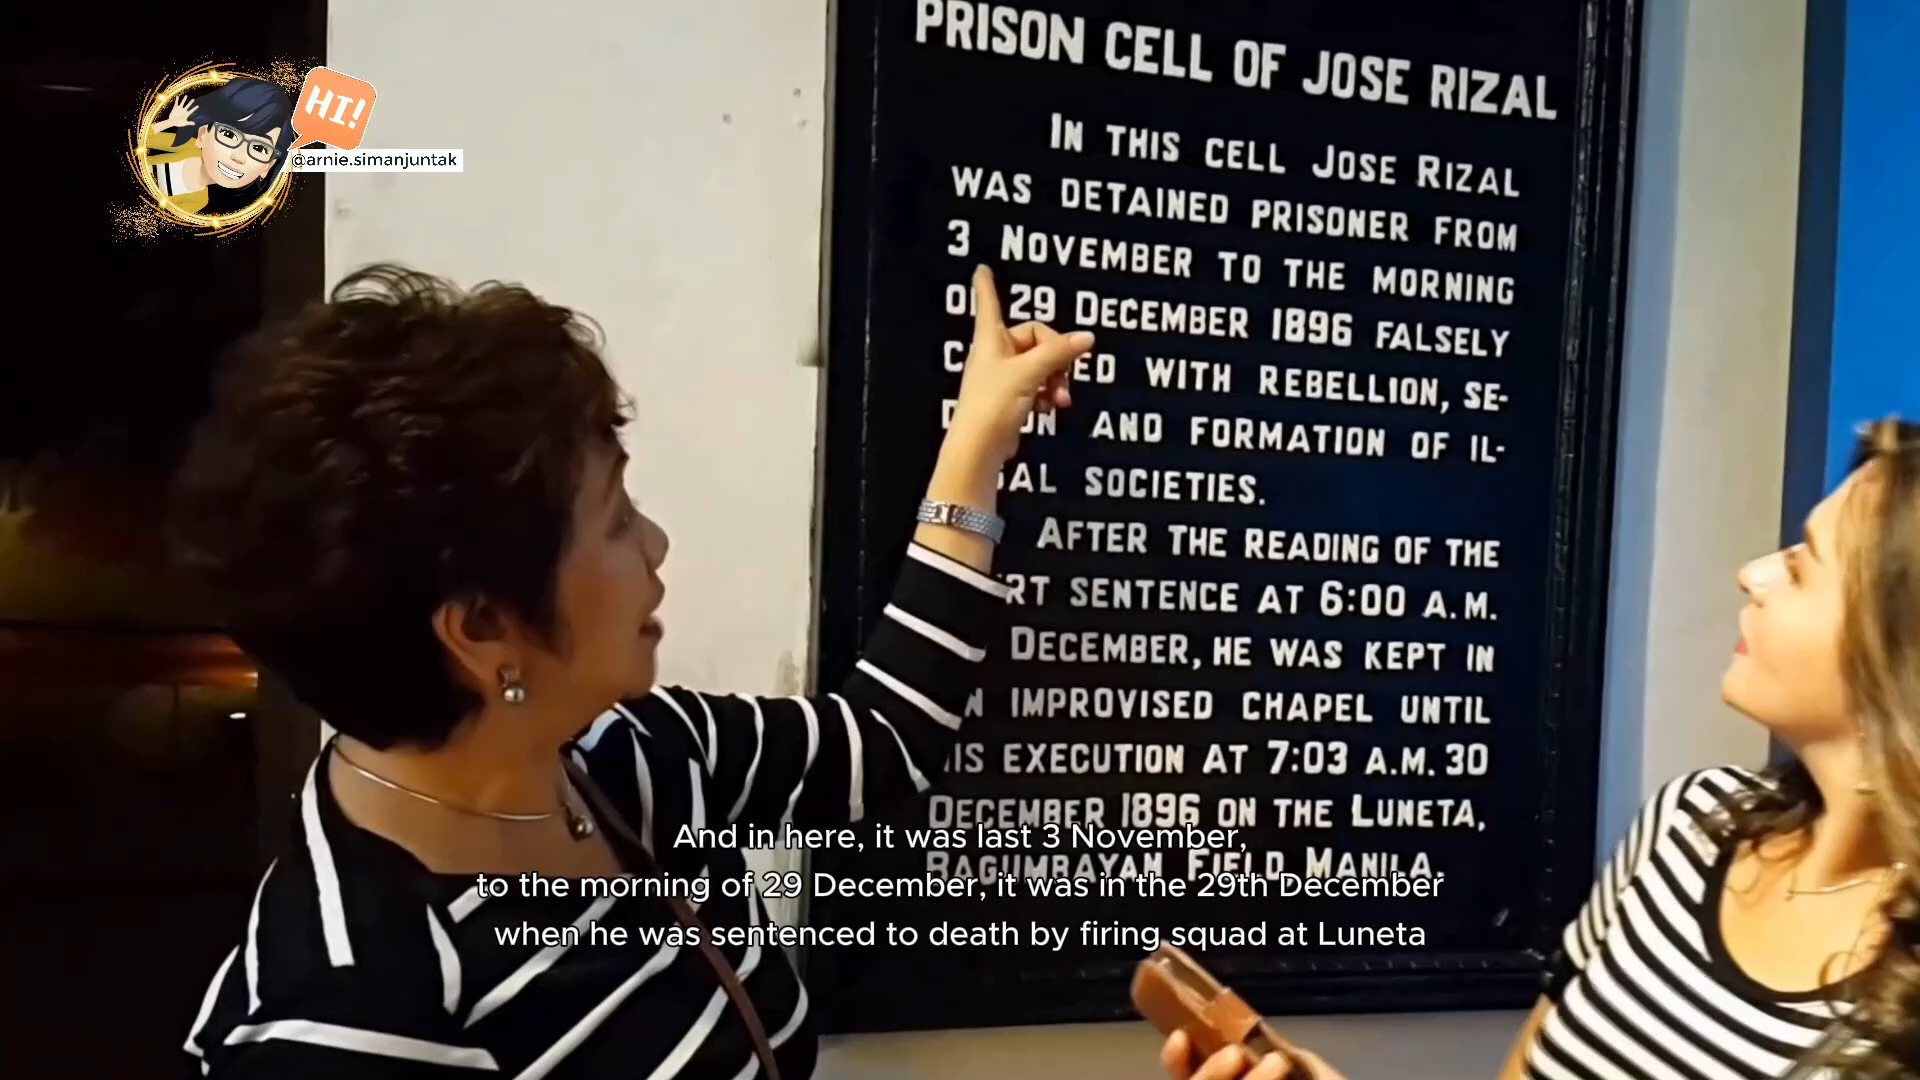 PRISON CELL OF JOSE RIZAL
IN THIS CELL JOSE RIZAL
WAS DETAINED PRISONER FROM
3 NOVEMBER TO THE MORNING
29 DECEMBER 1896 FALSELY
WITH REBELLION, SE-
AND FORMATION OF IL-
SOCIETIES.
AFTER THE READING OF THE
SENTENCE AT 6:00 A.M.
DECEMBER, HE WAS KEPT IN
IMPROVISED CHAPEL UNTIL
EXECUTION AT 7:03 A.M. 30
DECEMBER 1896 ON THE LUNETA,
BAGUMBAYAN FIELD MANILA.
HI!
@arnie.simanjuntak
And in here, it was last 3 November,
to the morning of 29 December, it was in the 29th December
when he was sentenced to death by firing squad at Luneta